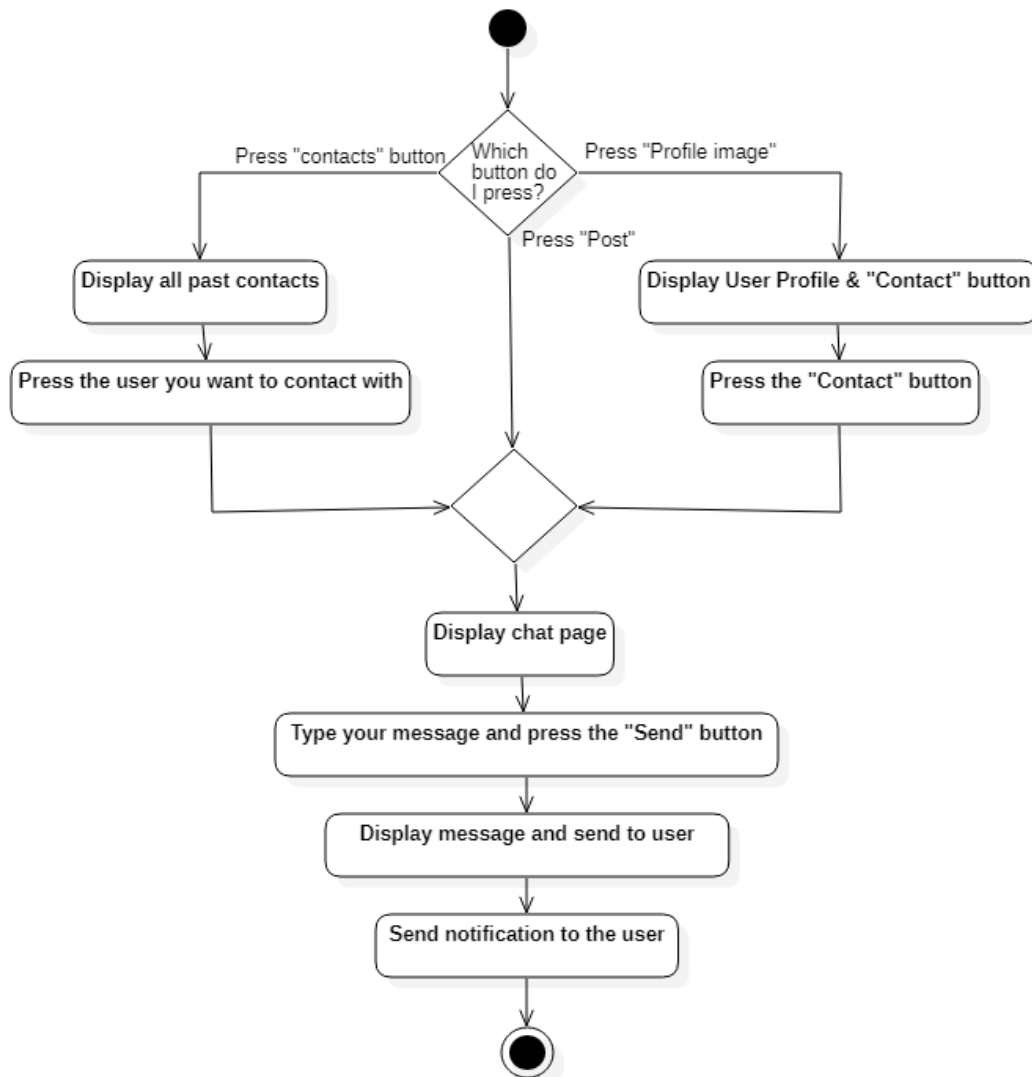 Press "contacts" button
Which
button do
I press?
Press "Profile image"
Press "Post"
Display all past contacts
Display User Profile & "Contact" button
Press the user you want to contact with
Press the "Contact" button
Display chat page
Type your message and press the "Send" button
Display message and send to user
Send notification to the user